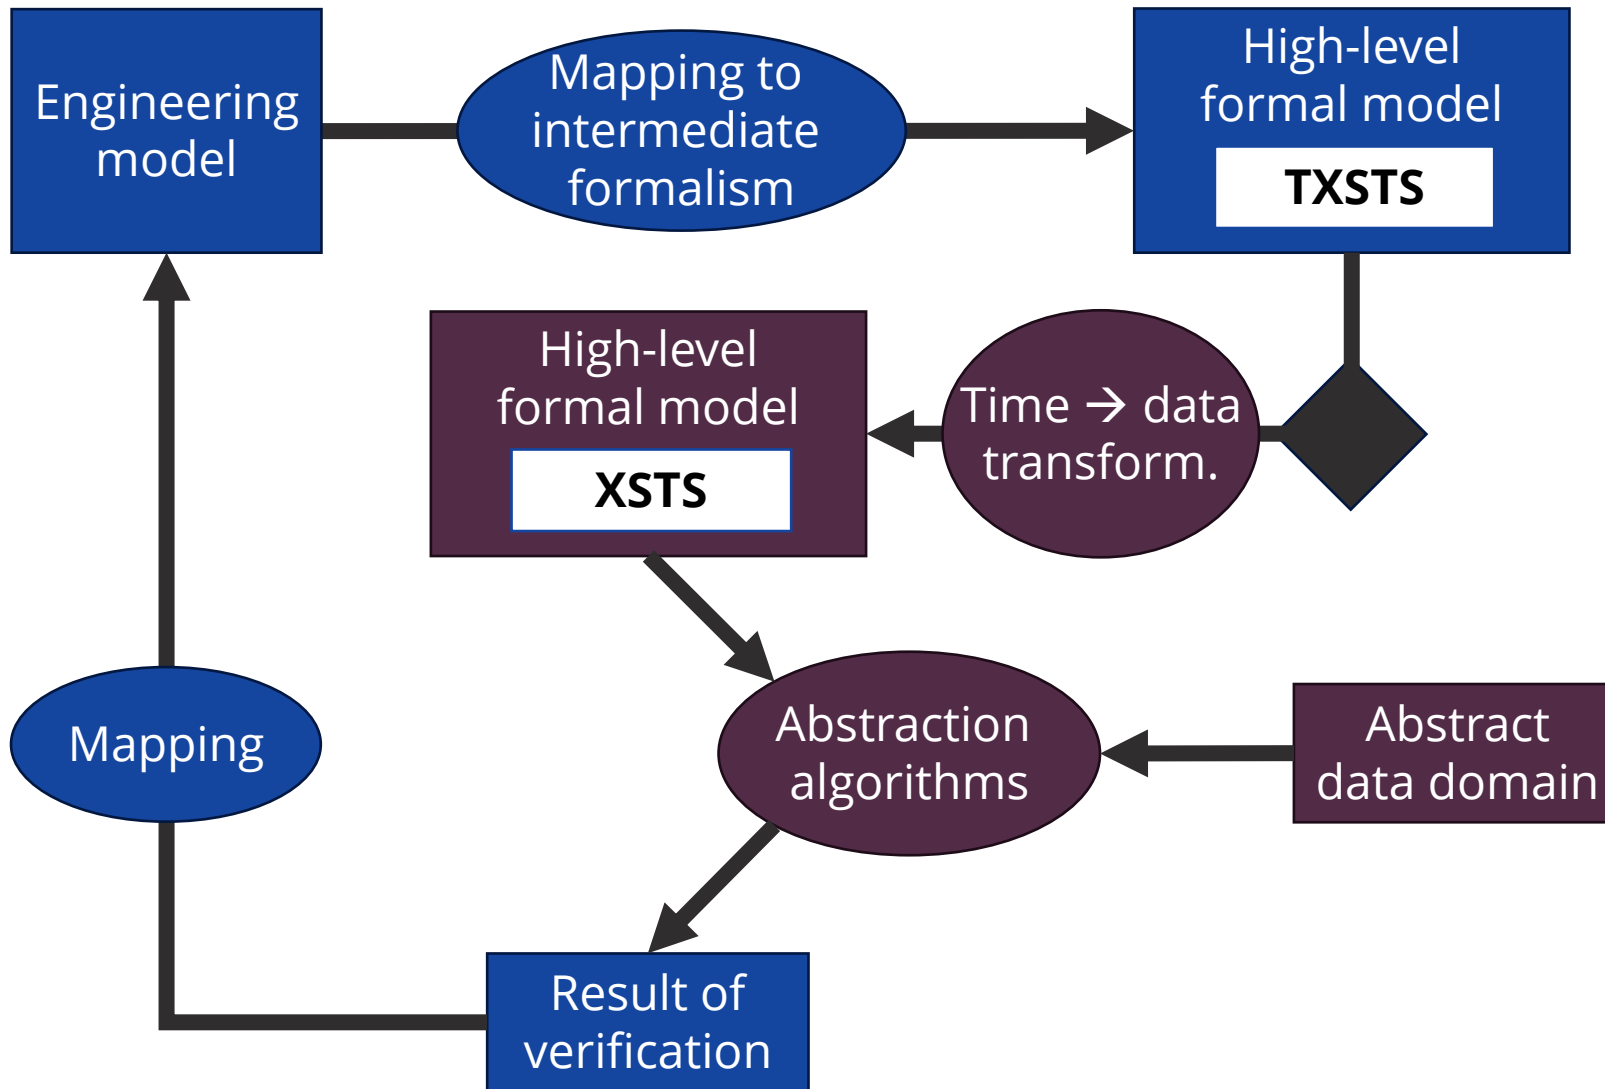 Engineering
model
Mapping to
intermediate
formalism
High-level
formal model
TXSTS
High-level
formal model
XSTS
Time → data
transform.
Mapping
Abstraction
algorithms
Abstract
data domain
Result of
verification